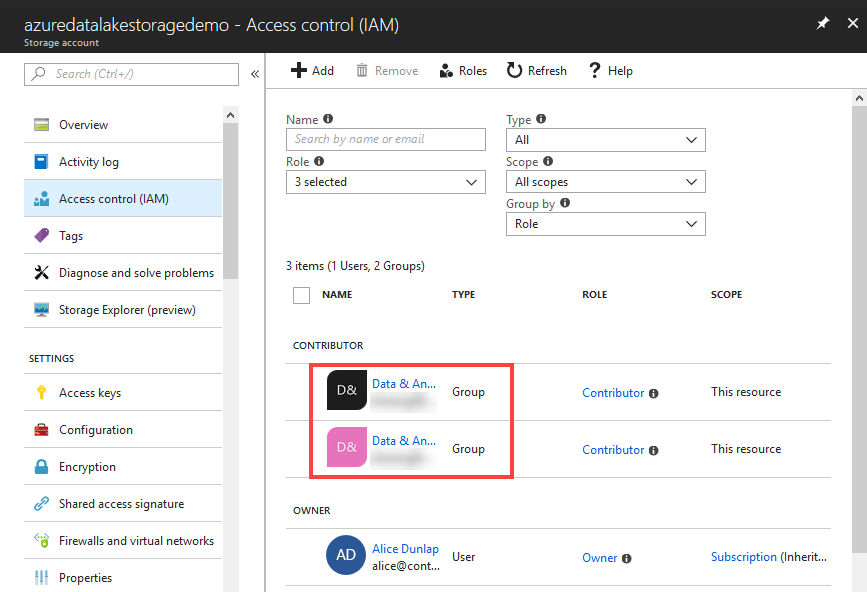 azuredatalakestoragedemo - Access control (IAM)
Storage account
Search (Ctrl+/)
Overview
Activity log
Access control (IAM)
Tags
Diagnose and solve problems
Storage Explorer (preview)
SETTINGS
Access keys
Configuration
Encryption
Shared access signature
Firewalls and virtual networks
Properties
Add Remove Roles Refresh ? Help
Name Type
Search by name or email All
Role Scope
3 selected All scopes
Group by
Role
3 items (1 Users, 2 Groups)
NAME TYPE ROLE SCOPE
CONTRIBUTOR
D& Data & An... Group Contributor This resource
D& Data & An... Group Contributor This resource
OWNER
AD Alice Dunlap User Owner Subscription (Inherit...
alice@cont...